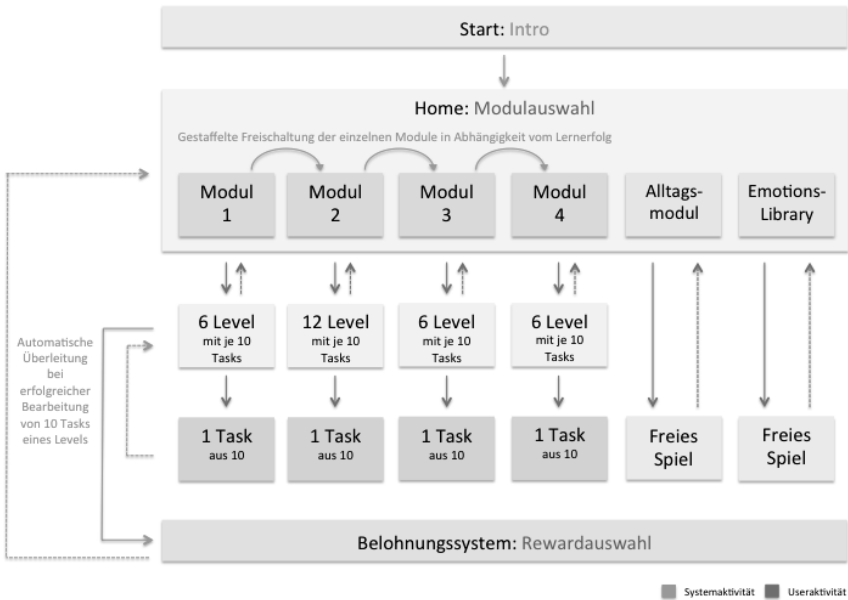 Start: Intro
Home: Modulauswahl
Gestaffelte Freischaltung der einzelnen Module in Abhängigkeit vom Lernerfolg
Modul
1
Modul
2
Modul
3
Modul
4
Alltags-
modul
Emotions-
Library
6 Level
mit je 10
Tasks
12 Level
mit je 10
Tasks
6 Level
mit je 10
Tasks
6 Level
mit je 10
Tasks
Automatische
Überleitung
bei
erfolgreicher
Bearbeitung
von 10 Tasks
eines Levels
1 Task
aus 10
1 Task
aus 10
1 Task
aus 10
1 Task
aus 10
Freies
Spiel
Freies
Spiel
Belohnungssystem: Rewardauswahl
Systemaktivität
Useraktivität